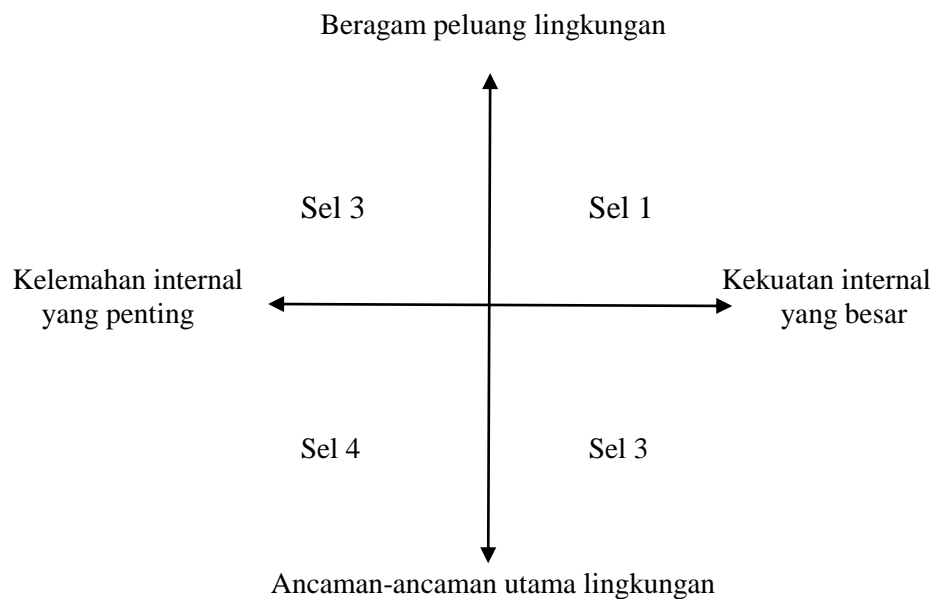 Beragam peluang lingkungan
Sel 3
Sel 1
Kelemahan internal
yang penting
Kekuatan internal
yang besar
Sel 4
Sel 3
Ancaman-ancaman utama lingkungan